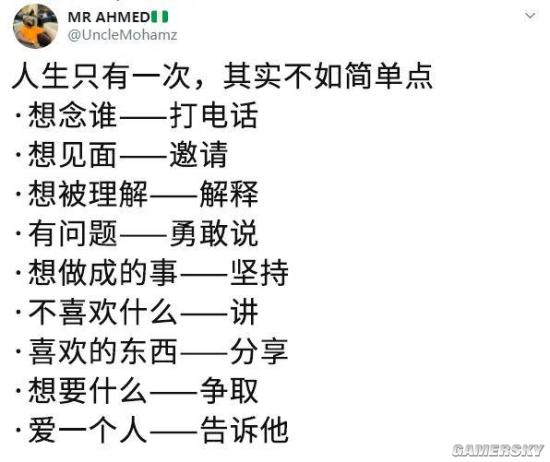 MR AHMED🇳🇬
@UncleMohamz
人生只有一次，其实不如简单点
·想念谁——打电话
·想见面——邀请
·想被理解——解释
·有问题——勇敢说
·想做成的事——坚持
·不喜欢什么——讲
·喜欢的东西——分享
·想要什么——争取
·爱一个人——告诉他
GAMERSKY